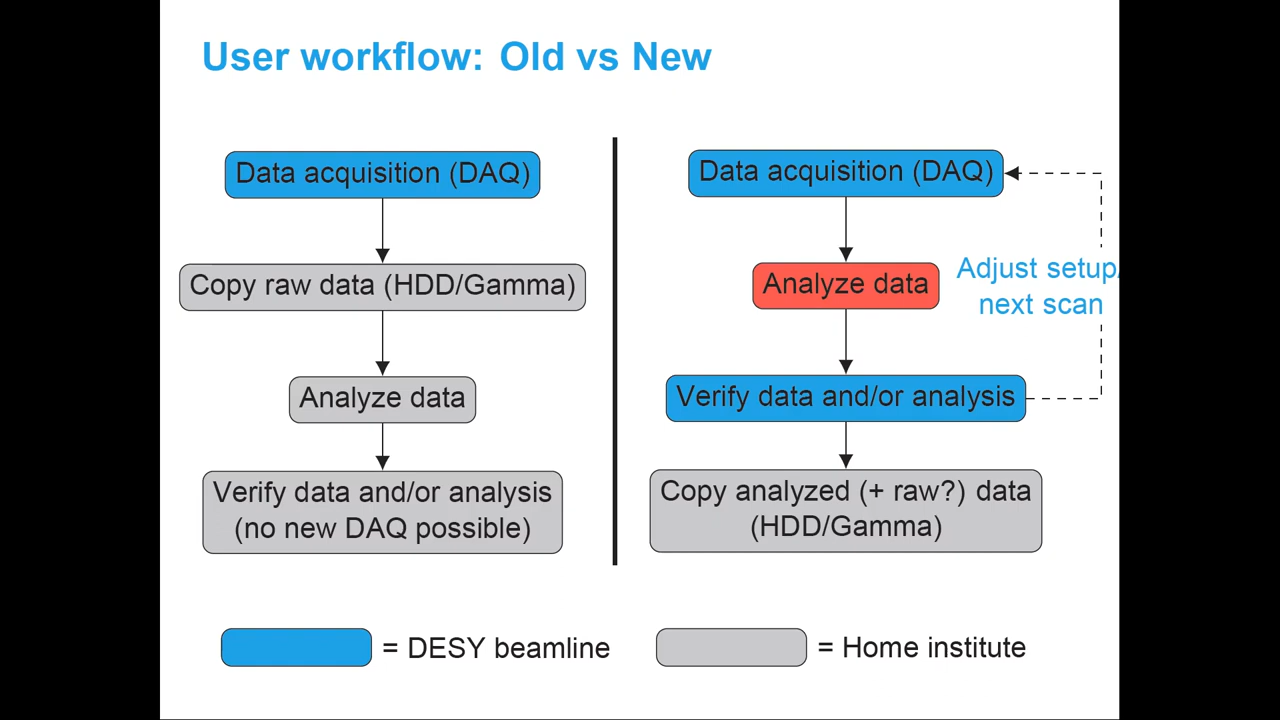 User workflow: Old vs New
Data acquisition (DAQ)
Copy raw data (HDD/Gamma)
Analyze data
Verify data and/or analysis
(no new DAQ possible)
Data acquisition (DAQ)
Analyze data
Adjust setup/
next scan
Verify data and/or analysis
Copy analyzed (+ raw?) data
(HDD/Gamma)
= DESY beamline
= Home institute